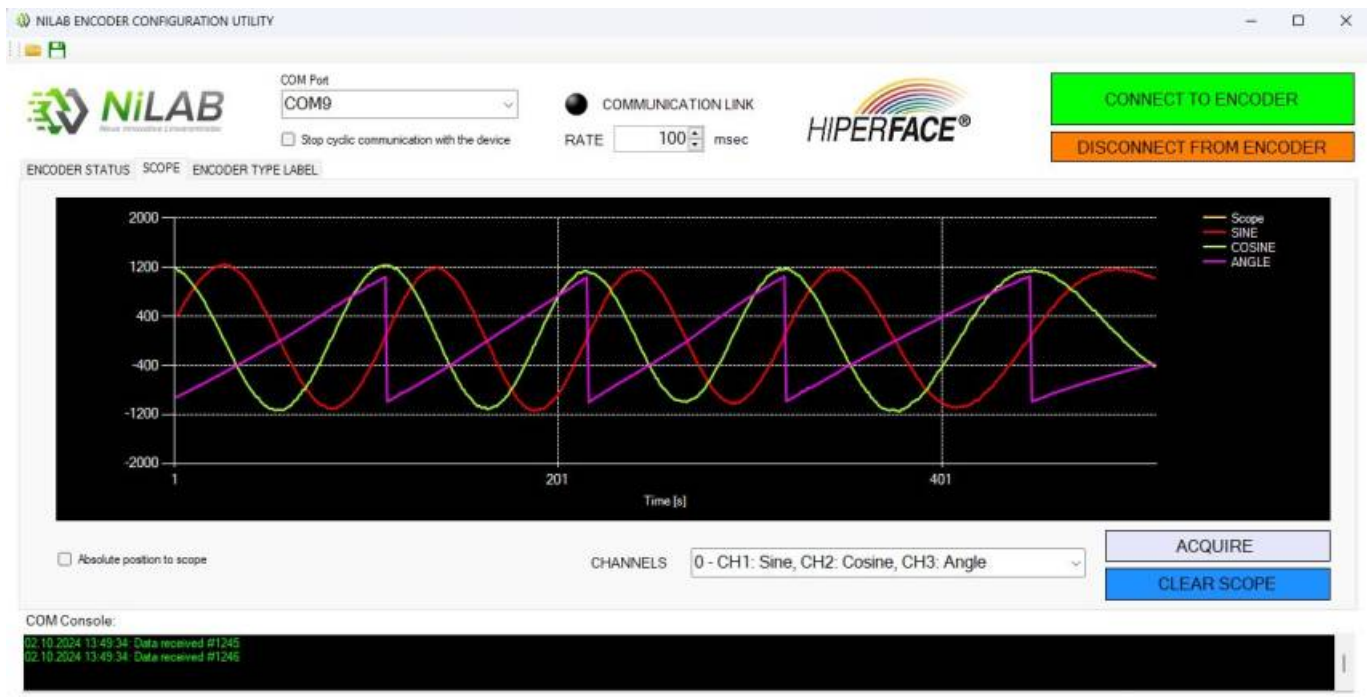 NILAB ENCODER CONFIGURATION UTILITY
NiLAB
COM Port
COM9
Stop cyclic communication with the device
COMMUNICATION LINK
RATE 100 msec
HIPERFACE®
CONNECT TO ENCODER
DISCONNECT FROM ENCODER
ENCODER STATUS SCOPE ENCODER TYPE LABEL
2000
1200
400
-400
-1200
-2000
1 201 401
Time [s]
Scope
SINE
COSINE
ANGLE
Absolute position to scope
CHANNELS 0 - CH1: Sine, CH2: Cosine, CH3: Angle
ACQUIRE
CLEAR SCOPE
COM Console:
02.10.2024 13:49:34: Data received #1245
02.10.2024 13:49:34: Data received #1246